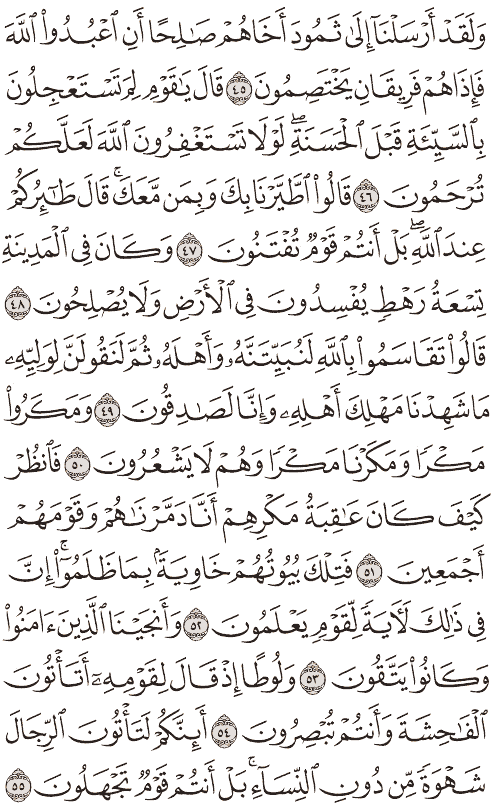 وَلَقَدْ أَرْسَلْنَآ إِلَىٰ ثَمُودَ أَخَاهُمْ صَٰلِحًا أَنِ ٱعْبُدُوا۟ ٱللَّهَ
فَإِذَا هُمْ فَرِيقَانِ يَخْتَصِمُونَ ٤٥ قَالَ يَٰقَوْمِ لِمَ تَسْتَعْجِلُونَ
بِٱلسَّيِّئَةِ قَبْلَ ٱلْحَسَنَةِ ۖ لَوْلَا تَسْتَغْفِرُونَ ٱللَّهَ لَعَلَّكُمْ
تُرْحَمُونَ ٤٦ قَالُوا۟ ٱطَّيَّرْنَا بِكَ وَبِمَن مَّعَكَ ۚ قَالَ طَٰٓئِرُكُمْ
عِندَ ٱللَّهِ ۖ بَلْ أَنتُمْ قَوْمٌ تُفْتَنُونَ ٤٧ وَكَانَ فِى ٱلْمَدِينَةِ
تِسْعَةُ رَهْطٍ يُفْسِدُونَ فِى ٱلْأَرْضِ وَلَا يُصْلِحُونَ ٤٨
قَالُوا۟ تَقَاسَمُوا۟ بِٱللَّهِ لَنُبَيِّتَنَّهُۥ وَأَهْلَهُۥ ثُمَّ لَنَقُولَنَّ لِوَلِيِّهِۦ
مَا شَهِدْنَا مَهْلِكَ أَهْلِهِۦ وَإِنَّا لَصَٰدِقُونَ ٤٩ وَمَكَرُوا۟
مَكْرًا وَمَكَرْنَا مَكْرًا وَهُمْ لَا يَشْعُرُونَ ٥٠ فَٱنظُرْ
كَيْفَ كَانَ عَٰقِبَةُ مَكْرِهِمْ أَنَّا دَمَّرْنَٰهُمْ وَقَوْمَهُمْ
أَجْمَعِينَ ٥١ فَتِلْكَ بُيُوتُهُمْ خَاوِيَةًۢ بِمَا ظَلَمُوٓا۟ ۗ إِنَّ
فِى ذَٰلِكَ لَءَايَةً لِّقَوْمٍ يَعْلَمُونَ ٥٢ وَأَنجَيْنَا ٱلَّذِينَ ءَامَنُوا۟
وَكَانُوا۟ يَتَّقُونَ ٥٣ وَلُوطًا إِذْ قَالَ لِقَوْمِهِۦٓ أَتَأْتُونَ
ٱلْفَٰحِشَةَ وَأَنتُمْ تُبْصِرُونَ ٥٤ أَئِنَّكُمْ لَتَأْتُونَ ٱلرِّجَالَ
شَهْوَةً مِّن دُونِ ٱلنِّسَآءِ ۚ بَلْ أَنتُمْ قَوْمٌ تَجْهَلُونَ ٥٥